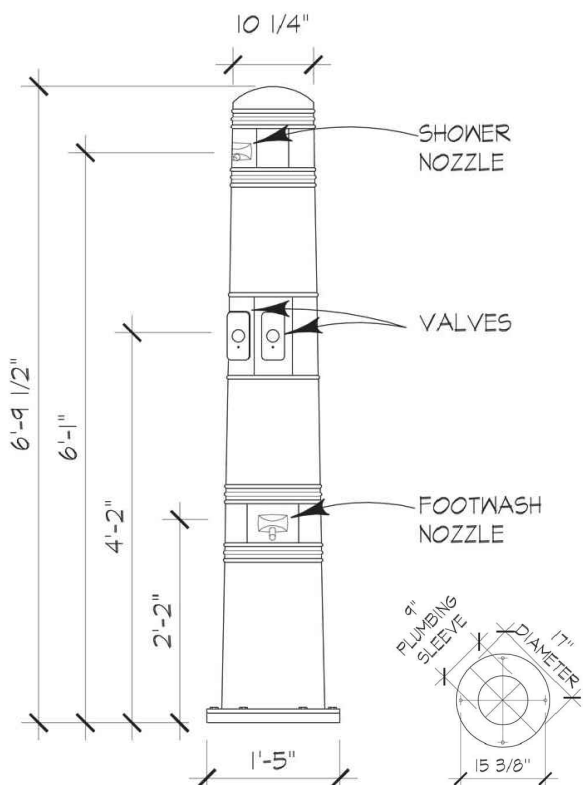 10 1/4"
SHOWER
NOZZLE
VALVES
6'-9 1/2"
6'-1"
4'-2"
FOOTWASH
NOZZLE
2'-2"
9"
PLUMBING
SLEEVE
17"
DIAMETER
1'-5"
15 3/8"